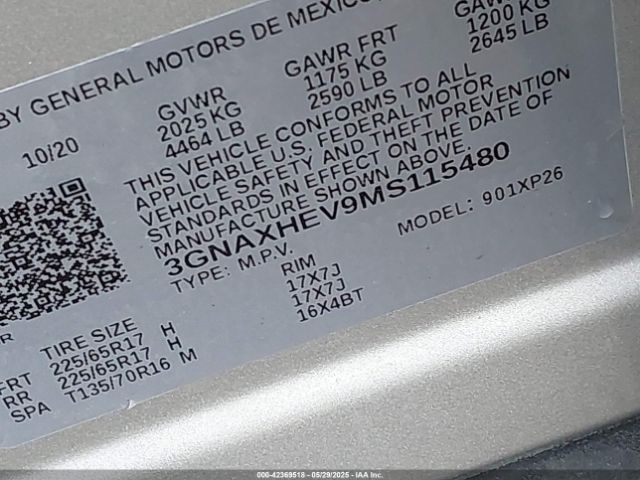 BY GENERAL MOTORS DE MEXICO
10/20
GVWR
2025 KG
4464 LB
GAWR FRT
1175 KG
2590 LB
GAWR
1200 KG
2645 LB
THIS VEHICLE CONFORMS TO ALL
APPLICABLE U.S. FEDERAL MOTOR
VEHICLE SAFETY AND THEFT PREVENTION
STANDARDS IN EFFECT ON THE DATE OF
MANUFACTURE SHOWN ABOVE.
3GNAXHEV9MS115480
TYPE: M.P.V.
MODEL: 901XP26
TIRE SIZE RIM
FRT 225/65R17 H 17X7J
RR 225/65R17 H 17X7J
SPA T135/70R16 M 16X4BT
000-42369518 - 05/29/2025 - IAA Inc.